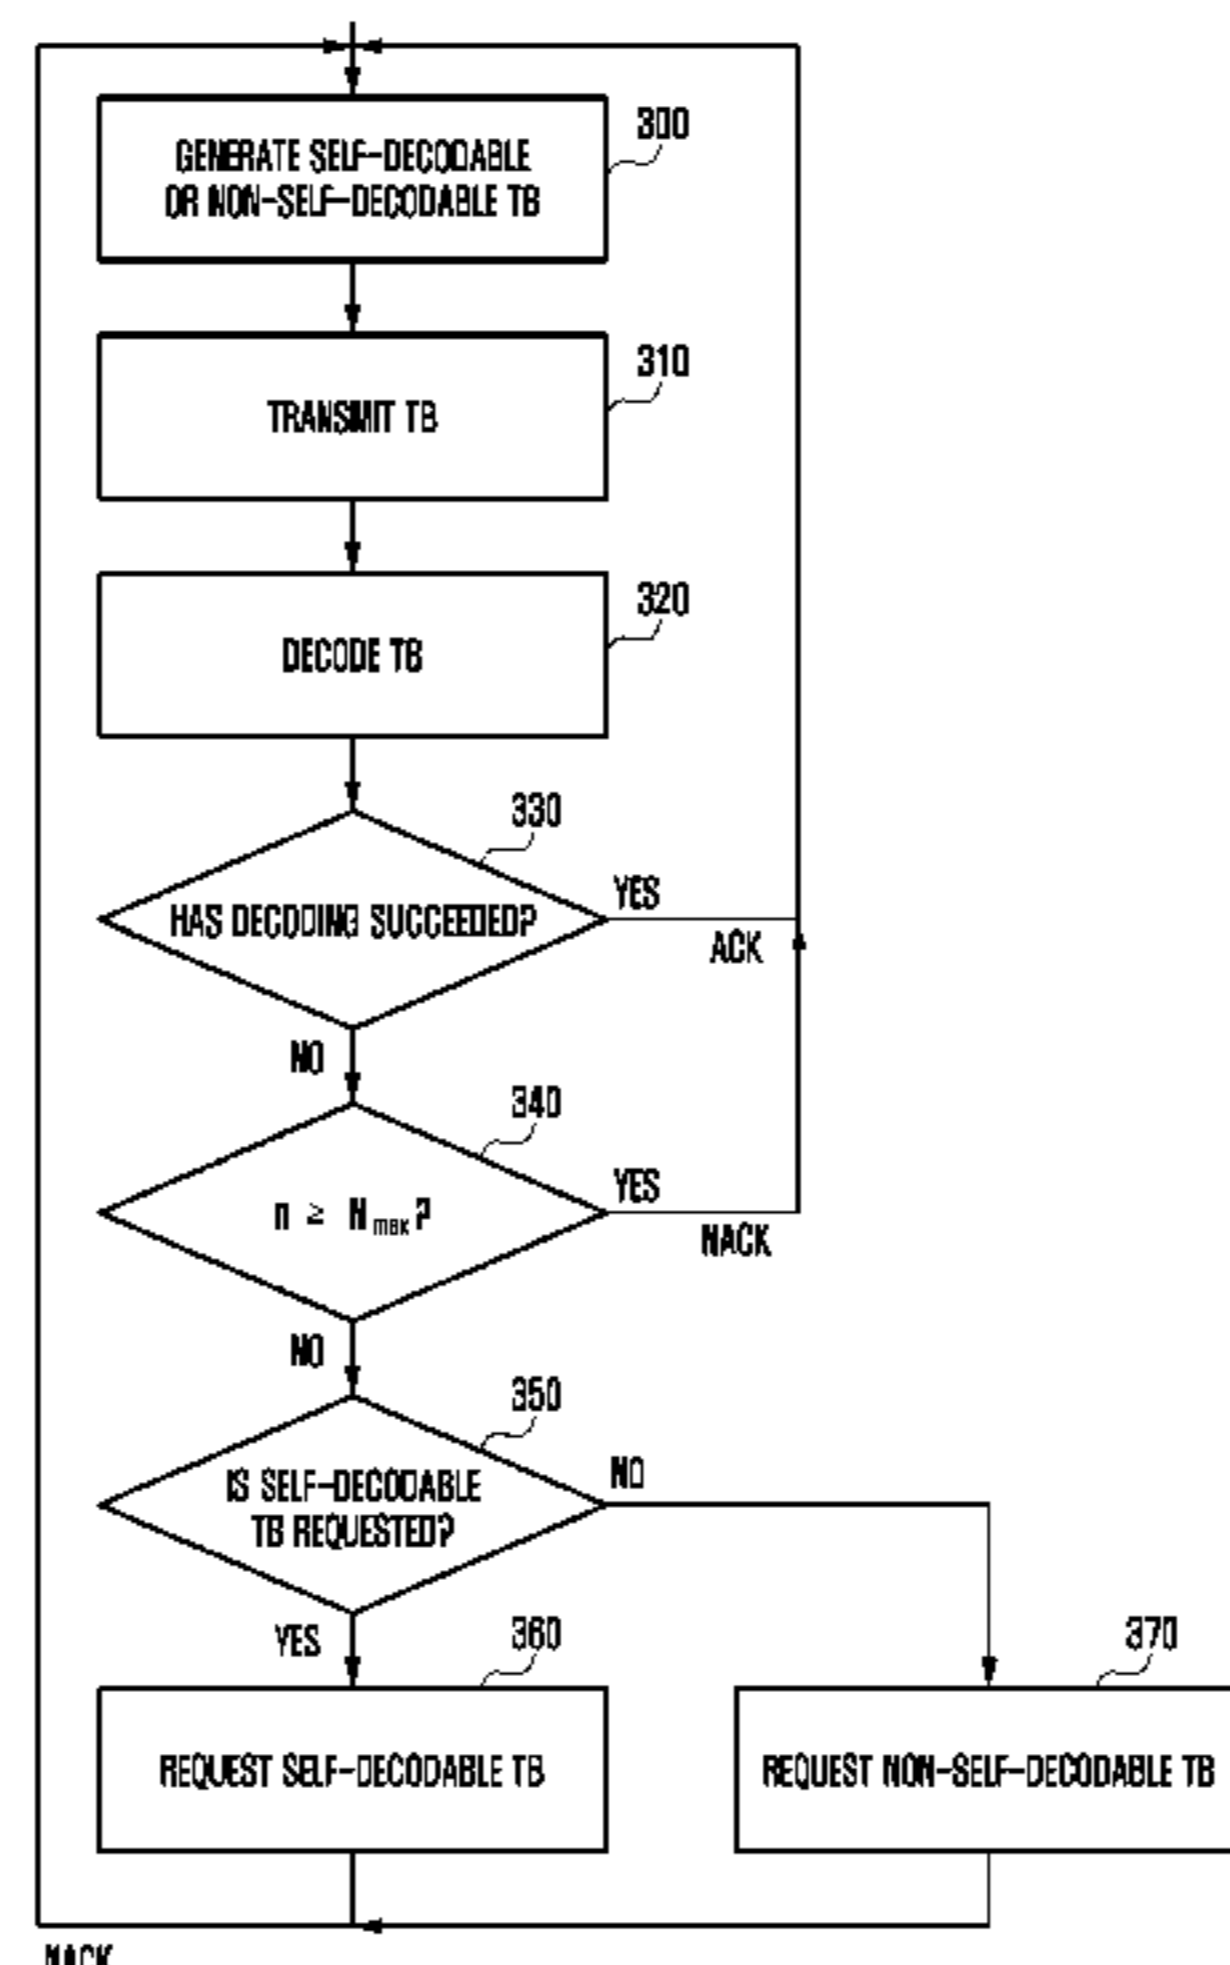 300
GENERATE SELF-DECODABLE
OR NON-SELF-DECODABLE TB
310
TRANSMIT TB
320
DECODE TB
330
HAS DECODING SUCCEEDED?
YES
ACK
NO
340
n ≥ Nmax?
YES
NACK
NO
350
IS SELF-DECODABLE
TB REQUESTED?
NO
YES
360
REQUEST SELF-DECODABLE TB
370
REQUEST NON-SELF-DECODABLE TB
NACK